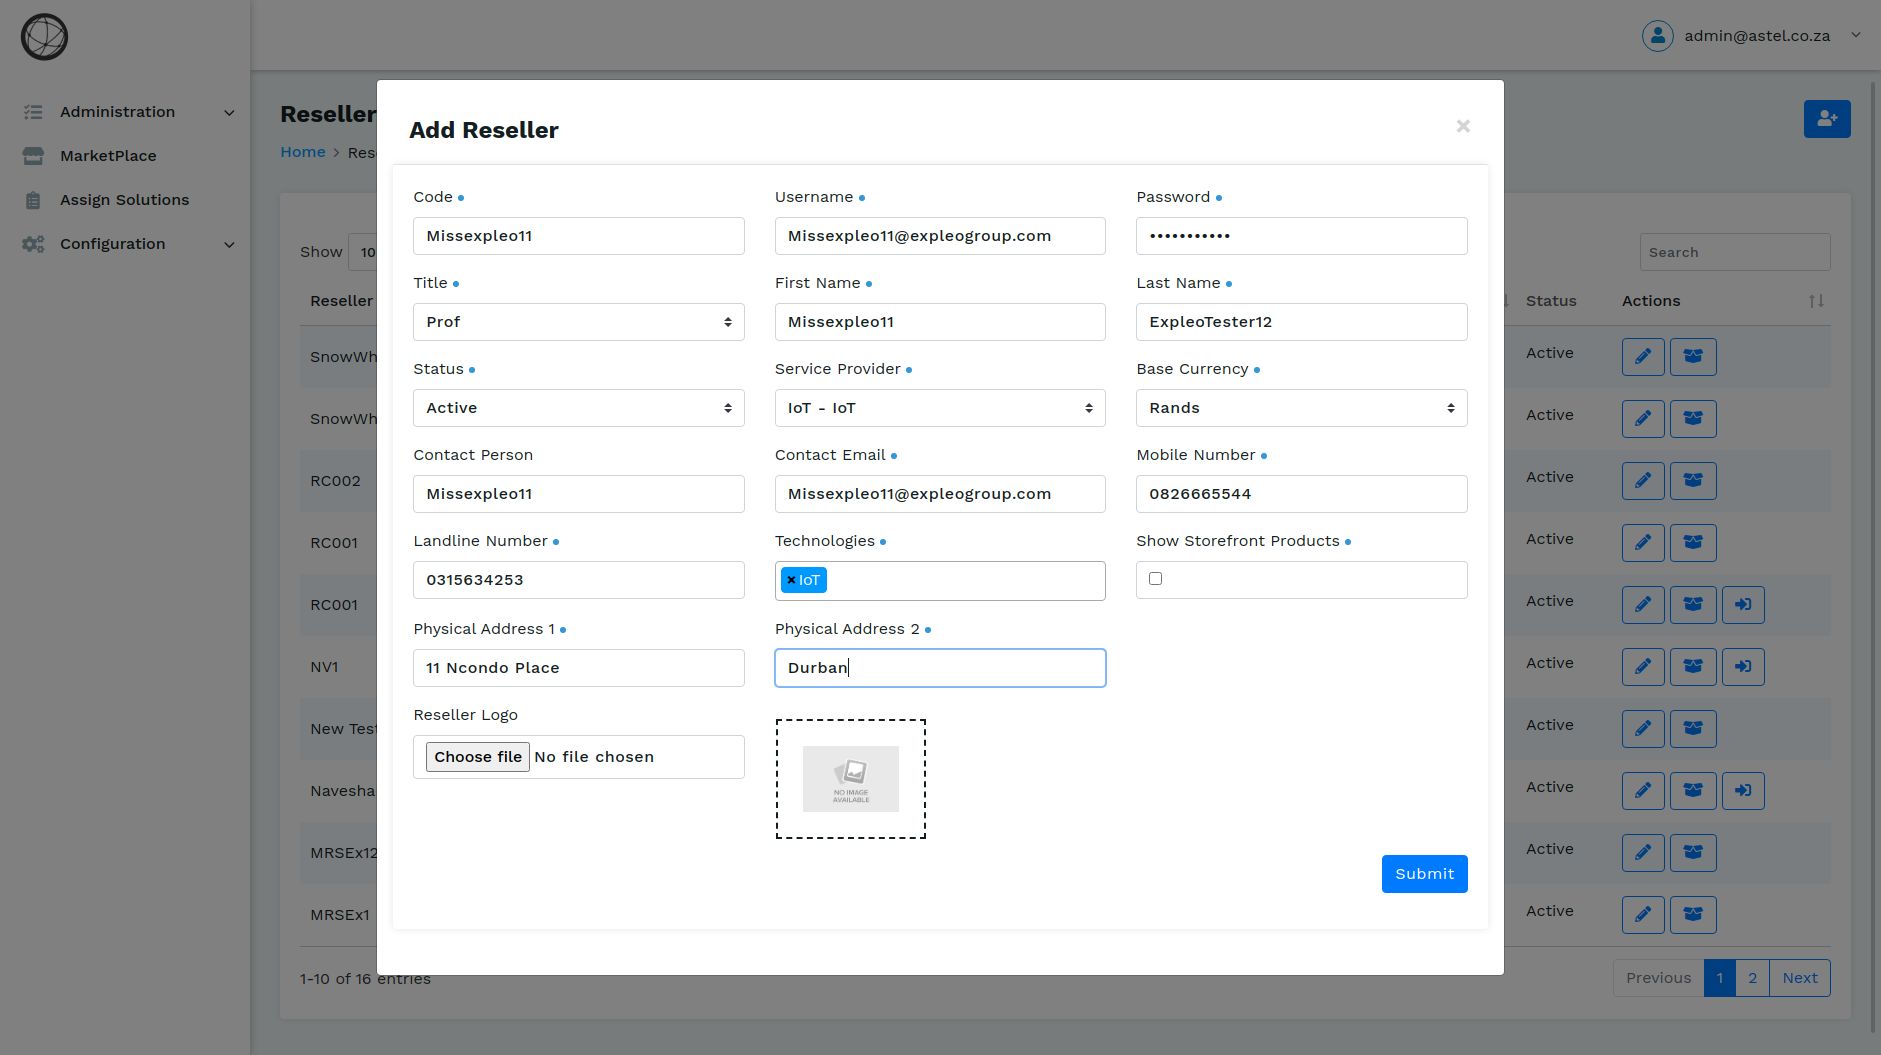 admin@astel.co.za
Administration
MarketPlace
Assign Solutions
Configuration
Reseller
Home > Rese
Show 10
Search
Reseller
Status Actions
SnowWh Active
SnowWh Active
RC002 Active
RC001 Active
RC001 Active
NV1 Active
New Test Active
Navesha Active
MRSEx12 Active
MRSEx1 Active
1-10 of 16 entries
Previous 1 2 Next
Add Reseller
×
Code Username Password
Missexpleo11 Missexpleo11@expleogroup.com •••••••••••
Title First Name Last Name
Prof Missexpleo11 ExpleoTester12
Status Service Provider Base Currency
Active IoT - IoT Rands
Contact Person Contact Email Mobile Number
Missexpleo11 Missexpleo11@expleogroup.com 0826665544
Landline Number Technologies Show Storefront Products
0315634253 × IoT
Physical Address 1 Physical Address 2
11 Ncondo Place Durban
Reseller Logo
Choose file No file chosen
NO IMAGE
AVAILABLE
Submit